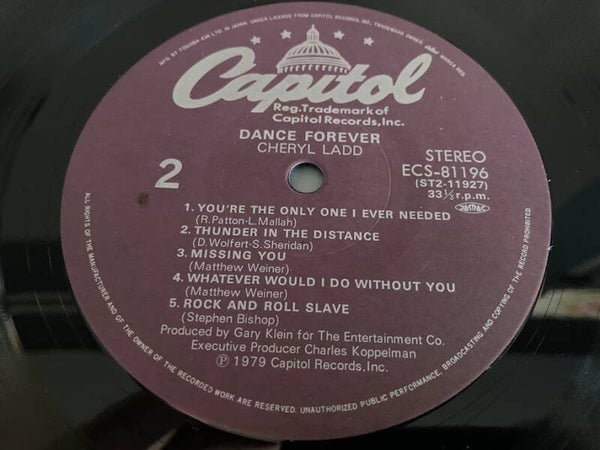 MFD. BY TOSHIBA-EMI LTD. IN JAPAN. UNDER LICENSE FROM CAPITOL RECORDS, INC. TRADEMARK OWNER. MARCA REG.
Capitol
Reg.Trademark of
Capitol Records,Inc.
DANCE FOREVER
CHERYL LADD
2
STEREO
ECS-81196
(ST2-11927)
33⅓r.p.m.
JASRAC
1. YOU'RE THE ONLY ONE I EVER NEEDED
(R.Patton-L.Mallah)
2. THUNDER IN THE DISTANCE
(D.Wolfert-S.Sheridan)
3. MISSING YOU
(Matthew Weiner)
4. WHATEVER WOULD I DO WITHOUT YOU
(Matthew Weiner)
5. ROCK AND ROLL SLAVE
(Stephen Bishop)
Produced by Gary Klein for The Entertainment Co.
Executive Producer Charles Koppelman
℗ 1979 Capitol Records,Inc.
ALL RIGHTS OF THE MANUFACTURER AND OF THE OWNER OF THE RECORDED WORK ARE RESERVED. UNAUTHORIZED PUBLIC PERFORMANCE, BROADCASTING AND COPYING OF THE RECORD PROHIBITED.